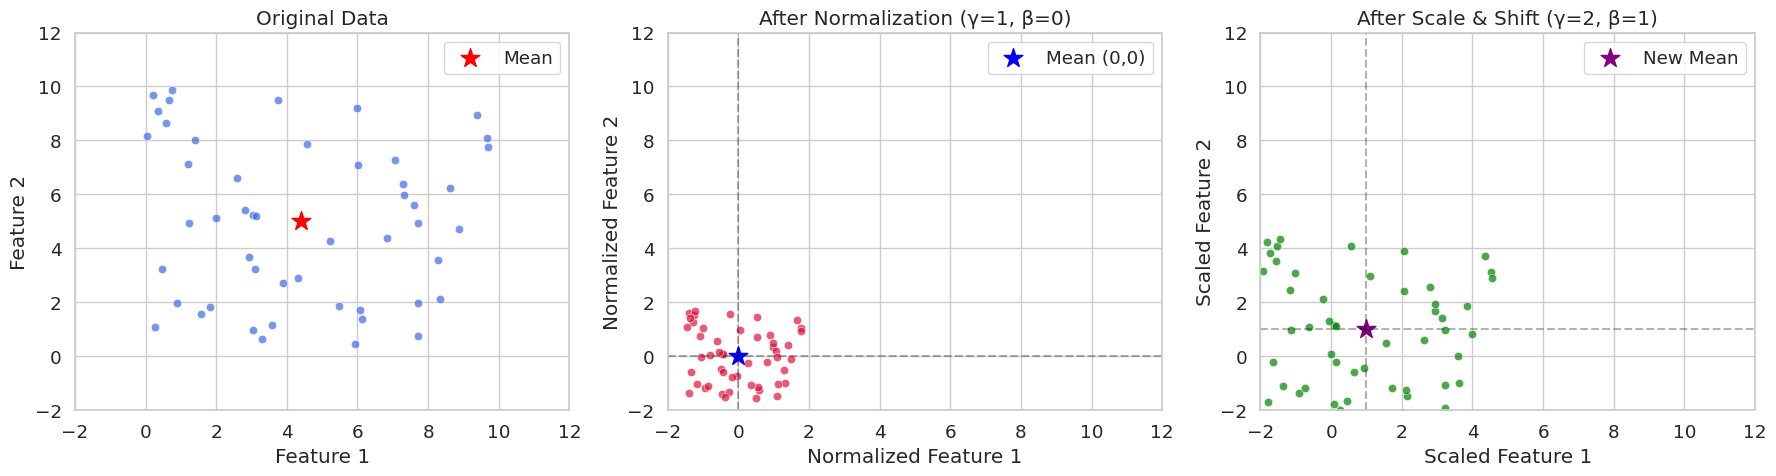 Original Data
Mean
12
10
8
6
4
2
0
−2
Feature 2
−2 0 2 4 6 8 10 12
Feature 1
After Normalization (γ=1, β=0)
Mean (0,0)
12
10
8
6
4
2
0
−2
Normalized Feature 2
−2 0 2 4 6 8 10 12
Normalized Feature 1
After Scale & Shift (γ=2, β=1)
New Mean
12
10
8
6
4
2
0
−2
Scaled Feature 2
−2 0 2 4 6 8 10 12
Scaled Feature 1